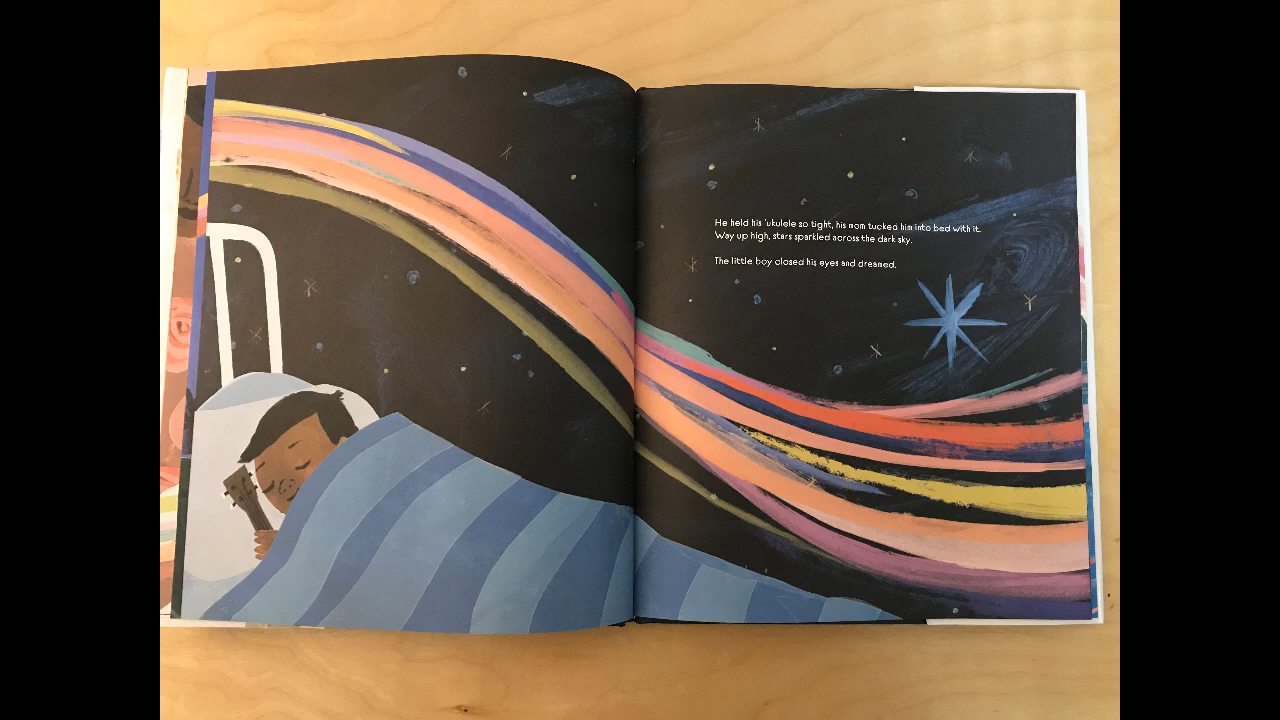 He held his ʻukulele so tight, his mom tucked him into bed with it.
Way up high, stars sparkled across the dark sky.
The little boy closed his eyes and dreamed.